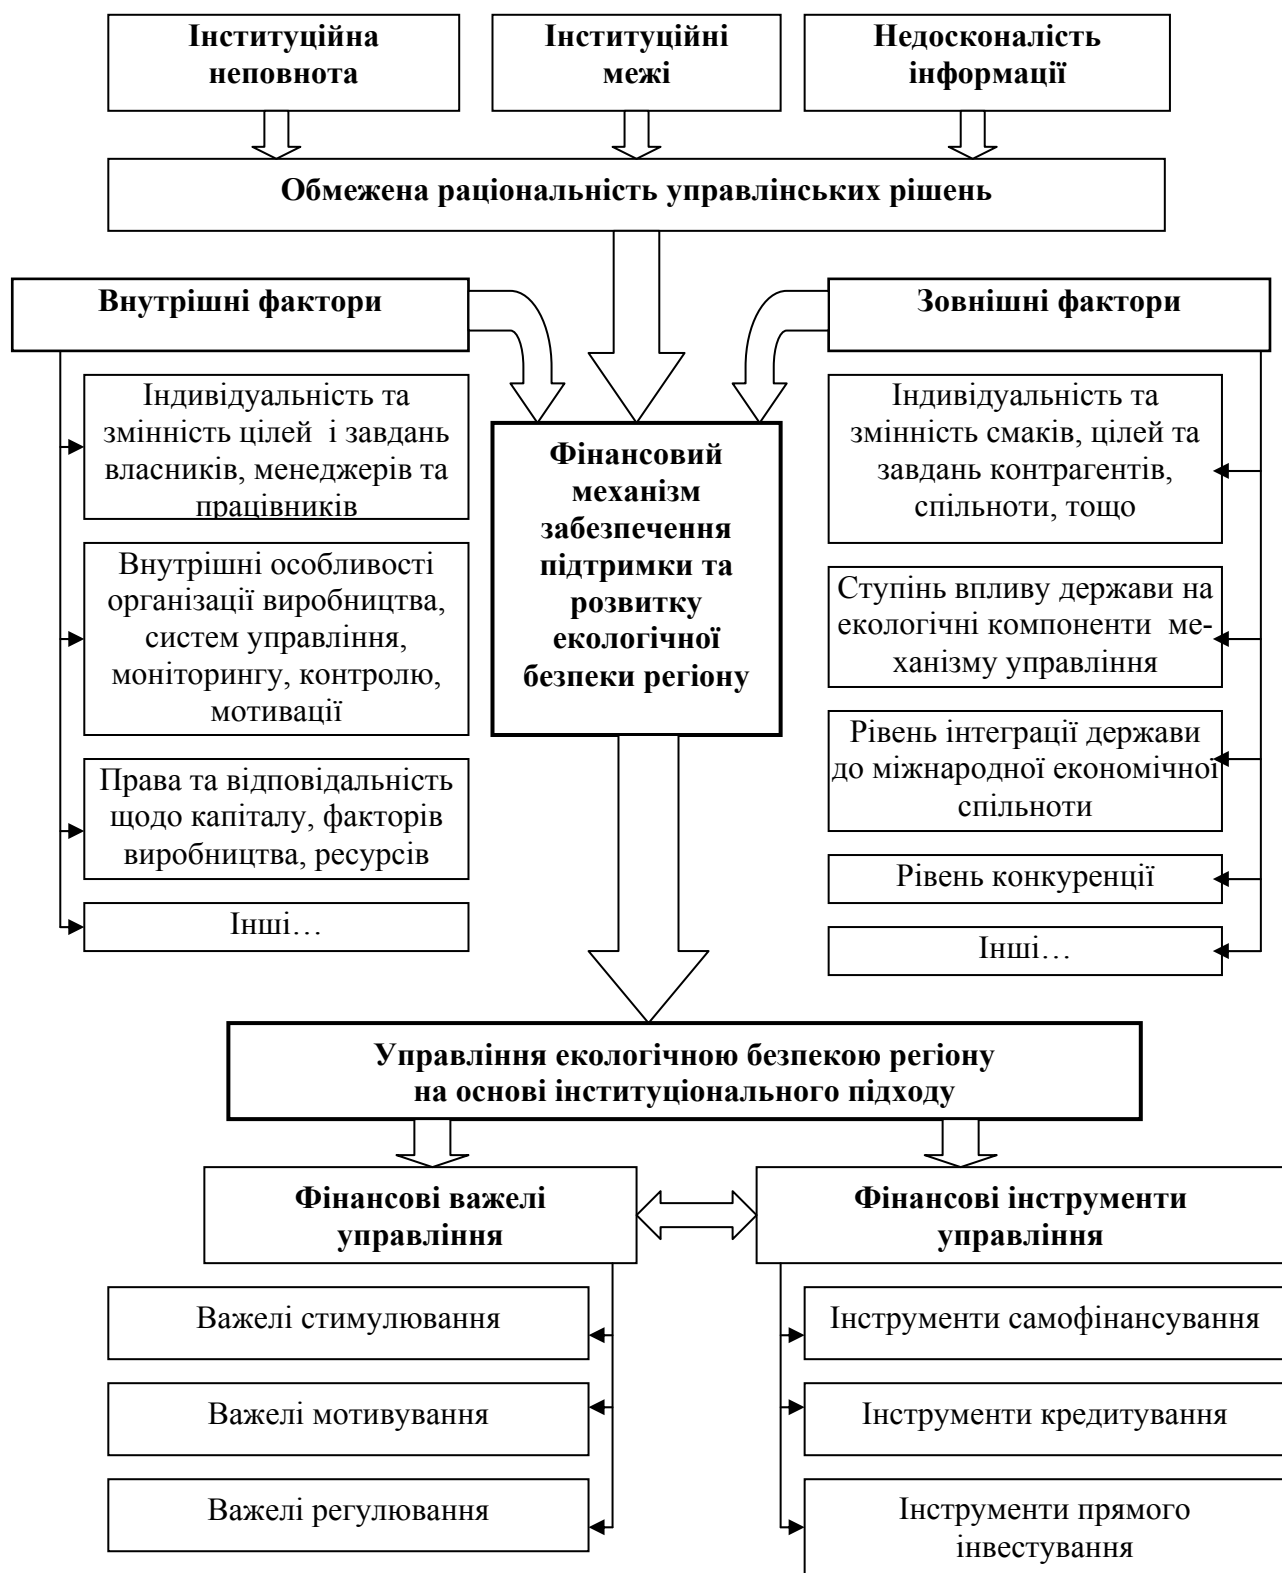 Інституційна
неповнота
Інституційні
межі
Недосконалість
інформації
Обмежена раціональність управлінських рішень
Внутрішні фактори
Зовнішні фактори
Індивідуальність та
змінність цілей і завдань
власників, менеджерів та
працівників
Внутрішні особливості
організації виробництва,
систем управління,
моніторингу, контролю,
мотивації
Права та відповідальність
щодо капіталу, факторів
виробництва, ресурсів
Інші…
Фінансовий
механізм
забезпечення
підтримки та
розвитку
екологічної
безпеки регіону
Індивідуальність та
змінність смаків, цілей та
завдань контрагентів,
спільноти, тощо
Ступінь впливу держави на
екологічні компоненти ме-
ханізму управління
Рівень інтеграції держави
до міжнародної економічної
спільноти
Рівень конкуренції
Інші…
Управління екологічною безпекою регіону
на основі інституціонального підходу
Фінансові важелі
управління
Фінансові інструменти
управління
Важелі стимулювання
Важелі мотивування
Важелі регулювання
Інструменти самофінансування
Інструменти кредитування
Інструменти прямого
інвестування